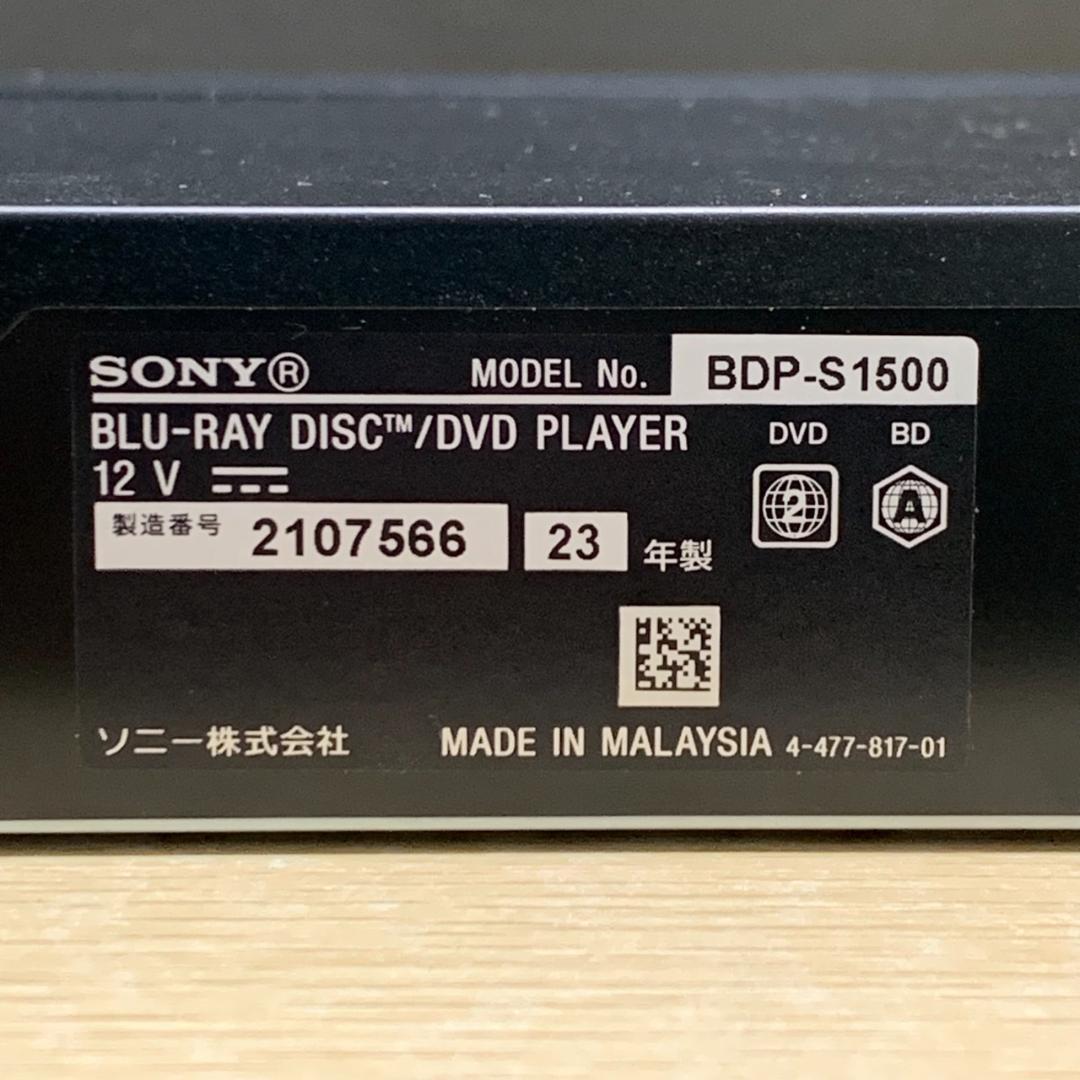 SONY® MODEL No. BDP-S1500
BLU-RAY DISC™/DVD PLAYER DVD BD
12 V 2 A
製造番号 2107566 23 年製
ソニー株式会社 MADE IN MALAYSIA 4-477-817-01